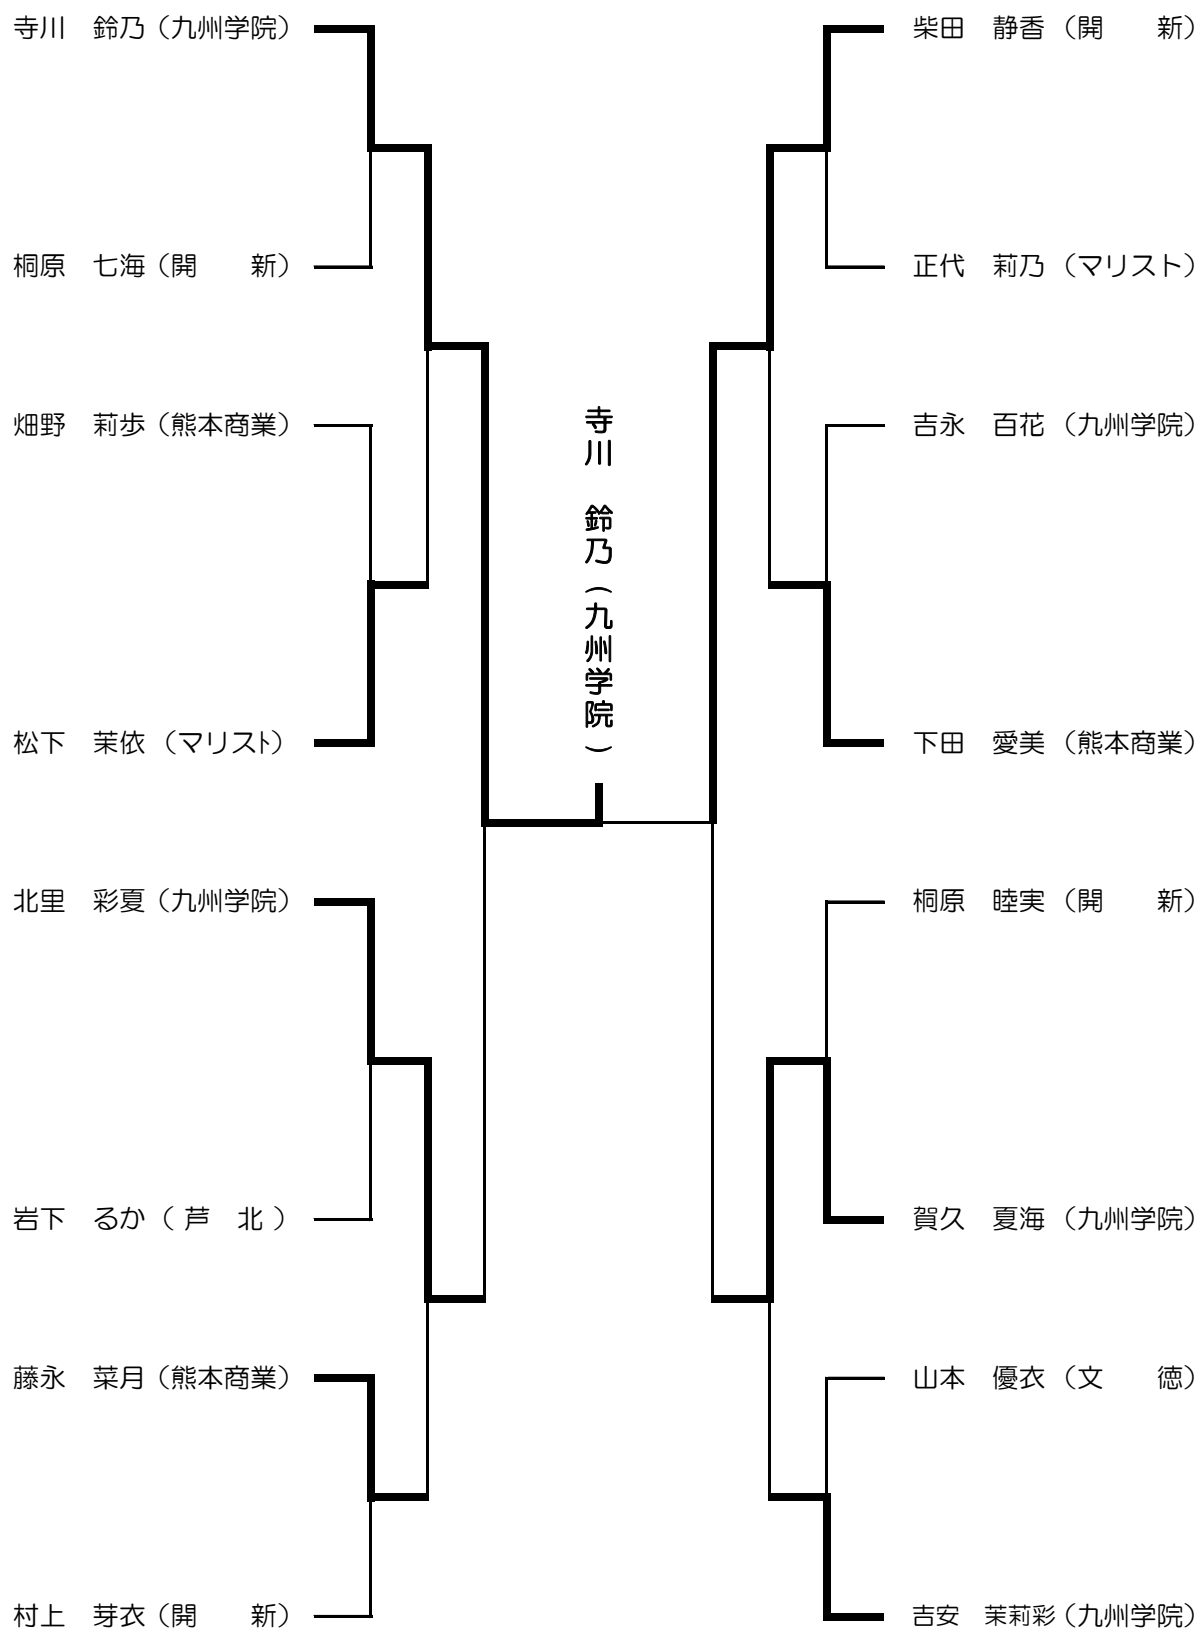 寺川　鈴乃（九州学院）
桐原　七海（開　　新）
畑野　莉歩（熊本商業）
松下　茉依（マリスト）
北里　彩夏（九州学院）
岩下　るか（ 芦　北 ）
藤永　菜月（熊本商業）
村上　芽衣（開　　新）
寺川　鈴乃（九州学院）
柴田　静香（開　　新）
正代　莉乃（マリスト）
吉永　百花（九州学院）
下田　愛美（熊本商業）
桐原　睦実（開　　新）
賀久　夏海（九州学院）
山本　優衣（文　　徳）
吉安　茉莉彩（九州学院）